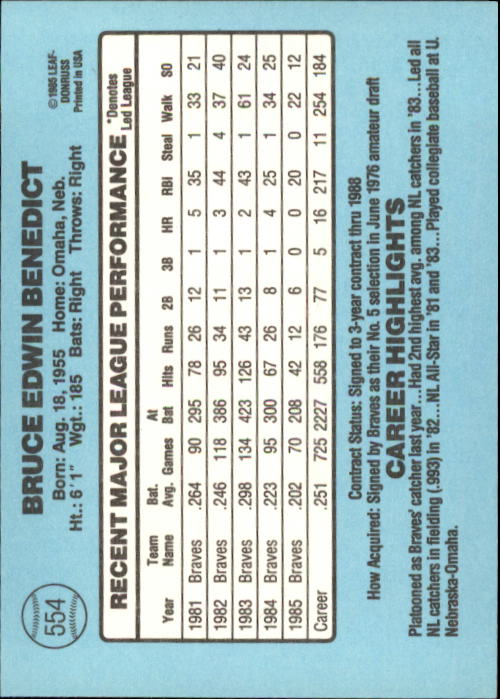 554
BRUCE EDWIN BENEDICT
© 1985 LEAF-
DONRUSS
Printed in USA
Born: Aug. 18, 1955 Home: Omaha, Neb.
Ht.: 6'1" Wgt.: 185 Bats: Right Throws: Right
RECENT MAJOR LEAGUE PERFORMANCE
*Denotes
Led League
Year Team Name Bat. Avg. Games At Bat Hits Runs 2B 3B HR RBI Steal Walk SO
1981 Braves .264 90 295 78 26 12 1 5 35 1 33 21
1982 Braves .246 118 386 95 34 11 1 3 44 4 37 40
1983 Braves .298 134 423 126 43 13 1 2 43 1 61 24
1984 Braves .223 95 300 67 26 8 1 4 25 1 34 25
1985 Braves .202 70 208 42 12 6 0 0 20 0 22 12
Career .251 725 2227 558 176 77 5 16 217 11 254 184
Contract Status: Signed to 3-year contract thru 1988
How Acquired: Signed by Braves as their No. 5 selection in June 1976 amateur draft
CAREER HIGHLIGHTS
Platooned as Braves' catcher last year...Had 2nd highest avg. among NL catchers in '83...Led all
NL catchers in fielding (.993) in '82...NL All-Star in '81 and '83...Played collegiate baseball at U.
Nebraska-Omaha.